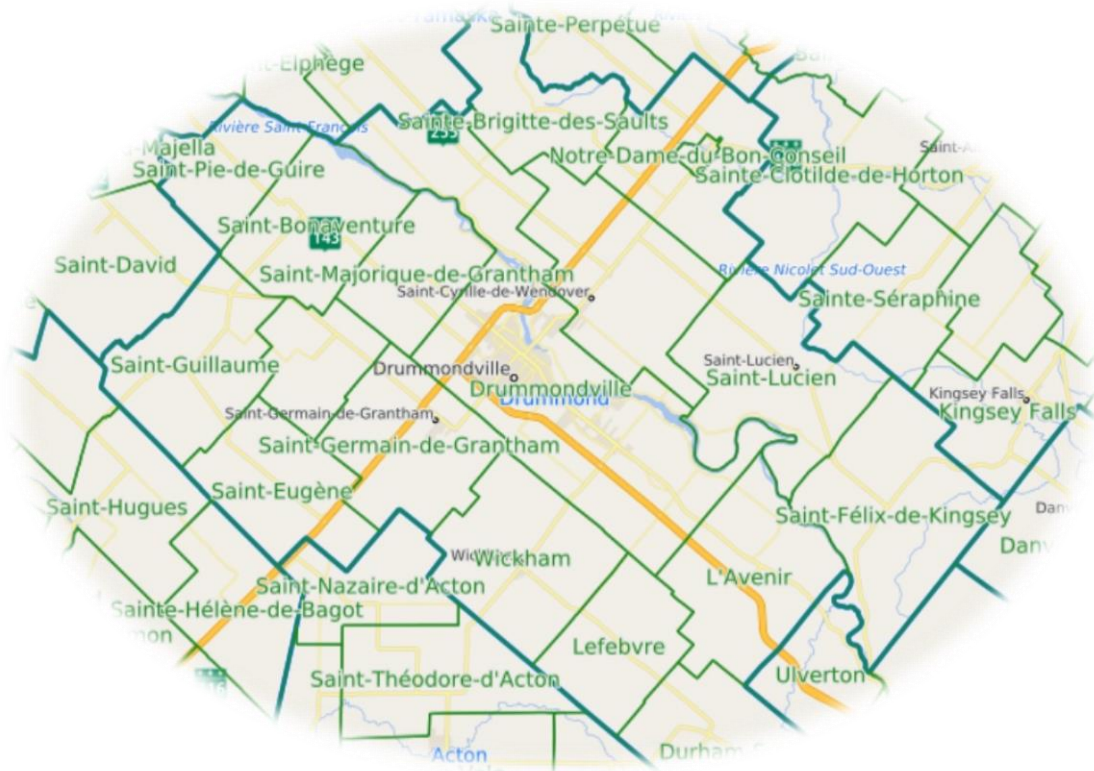 Sainte-Perpétue
Elphège
Sainte-Brigitte-des-Saults
Rivière Saint-François
Majella
Saint-Pie-de-Guire
Notre-Dame-du-Bon-Conseil
Sainte-Clotilde-de-Horton
Saint-Bonaventure
143
Saint-David
Saint-Majorique-de-Grantham
Rivière Nicolet Sud-Ouest
Saint-Cyrille-de-Wendover
Sainte-Séraphine
Saint-Guillaume
Drummondville
Saint-Lucien
Saint-Lucien
Drummondville
Drummond
Kingsey Falls
Kingsey Falls
Saint-Germain-de-Grantham
Saint-Germain-de-Grantham
Saint-Eugène
Saint-Hugues
Saint-Félix-de-Kingsey
Wickham
L'Avenir
Saint-Nazaire-d'Acton
Sainte-Hélène-de-Bagot
Lefebvre
Saint-Théodore-d'Acton
Ulverton
Durham
Acton